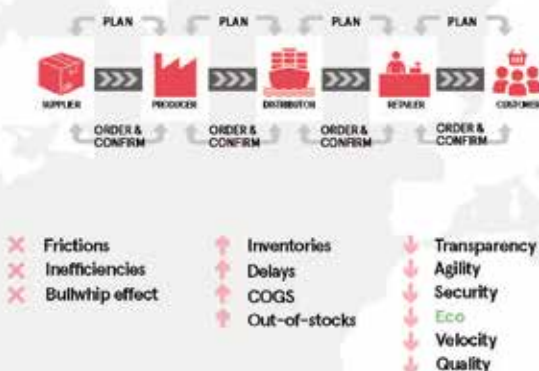 PLAN
PLAN
PLAN
PLAN
SUPPLIER
PRODUCER
DISTRIBUTOR
RETAILER
CUSTOMER
ORDER &
CONFIRM
ORDER &
CONFIRM
ORDER &
CONFIRM
ORDER &
CONFIRM
Frictions
Inefficiencies
Bullwhip effect
Inventories
Delays
COGS
Out-of-stocks
Transparency
Agility
Security
Eco
Velocity
Quality